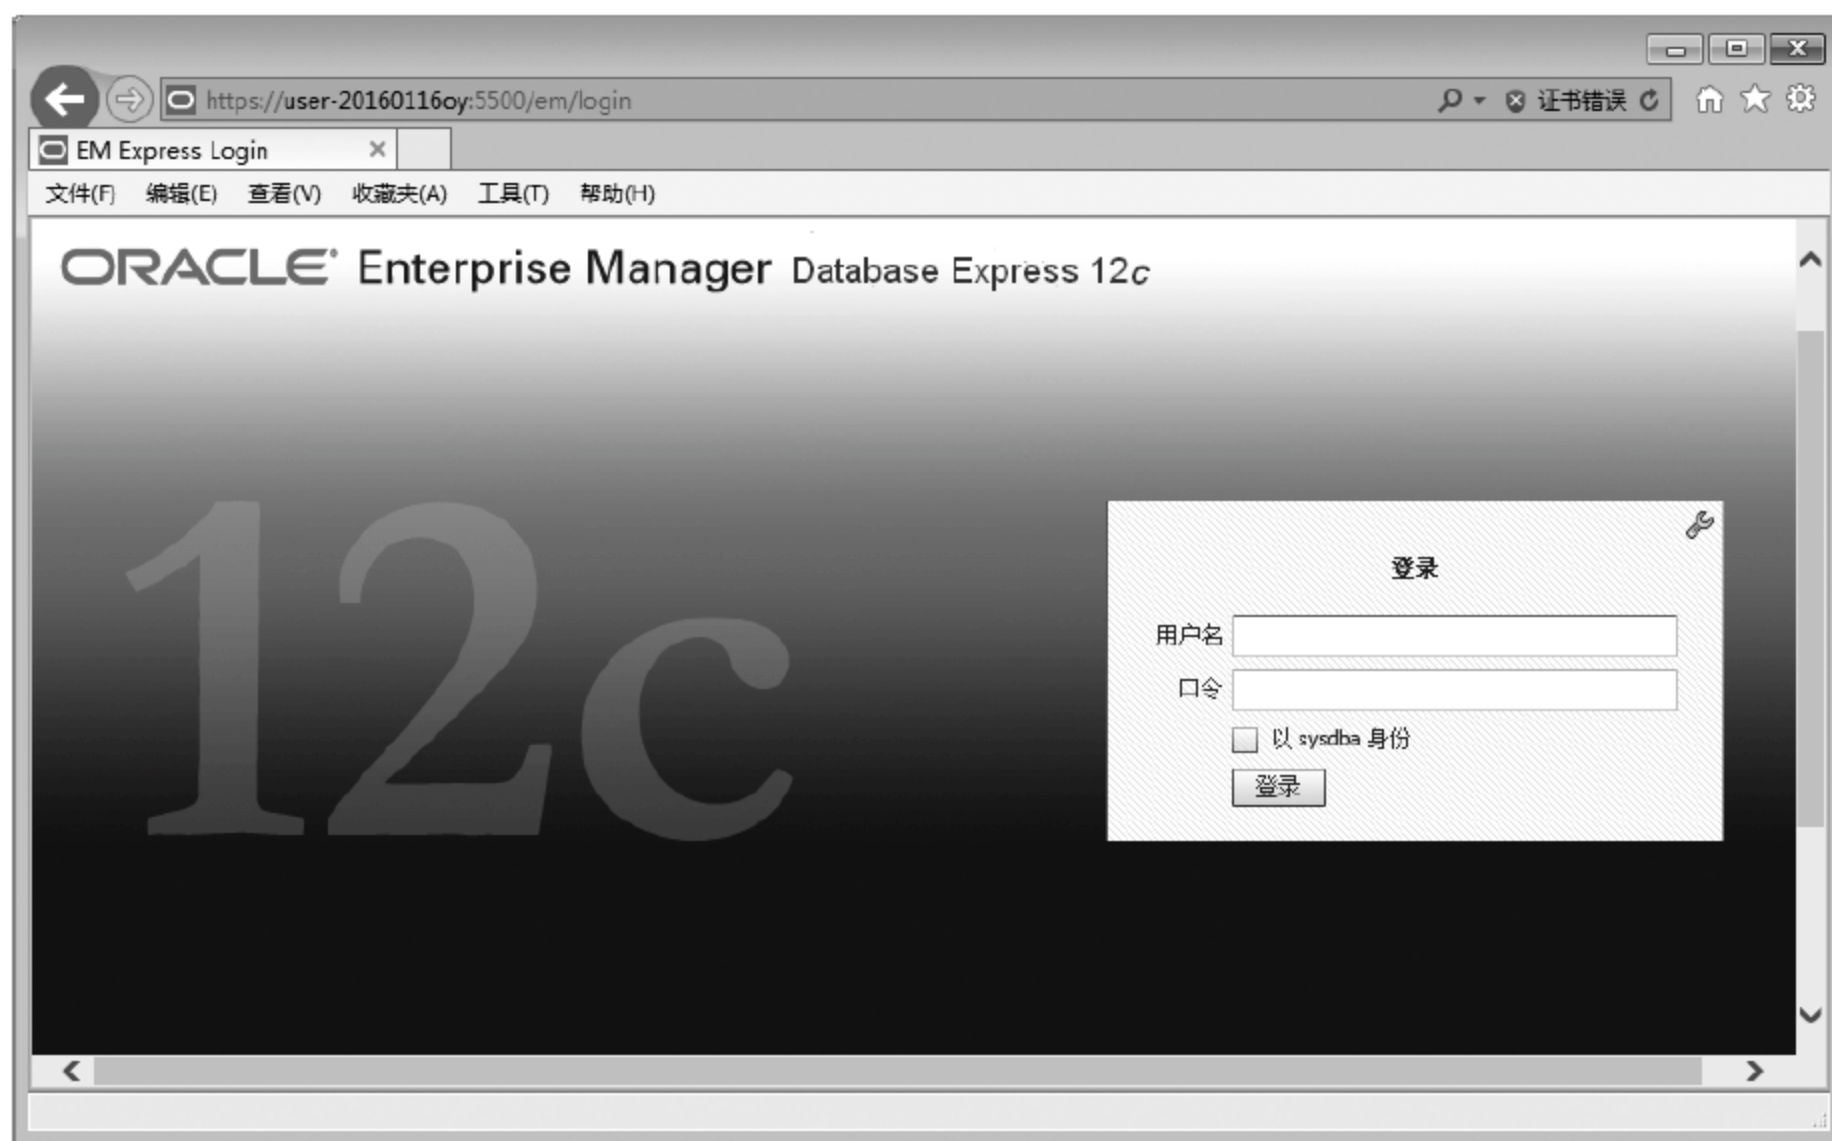 https://user-20160116oy:5500/em/login 证书错误
EM Express Login
文件(F) 编辑(E) 查看(V) 收藏夹(A) 工具(T) 帮助(H)
ORACLE Enterprise Manager Database Express 12c
12c
登录
用户名
口令
以 sysdba 身份
登录